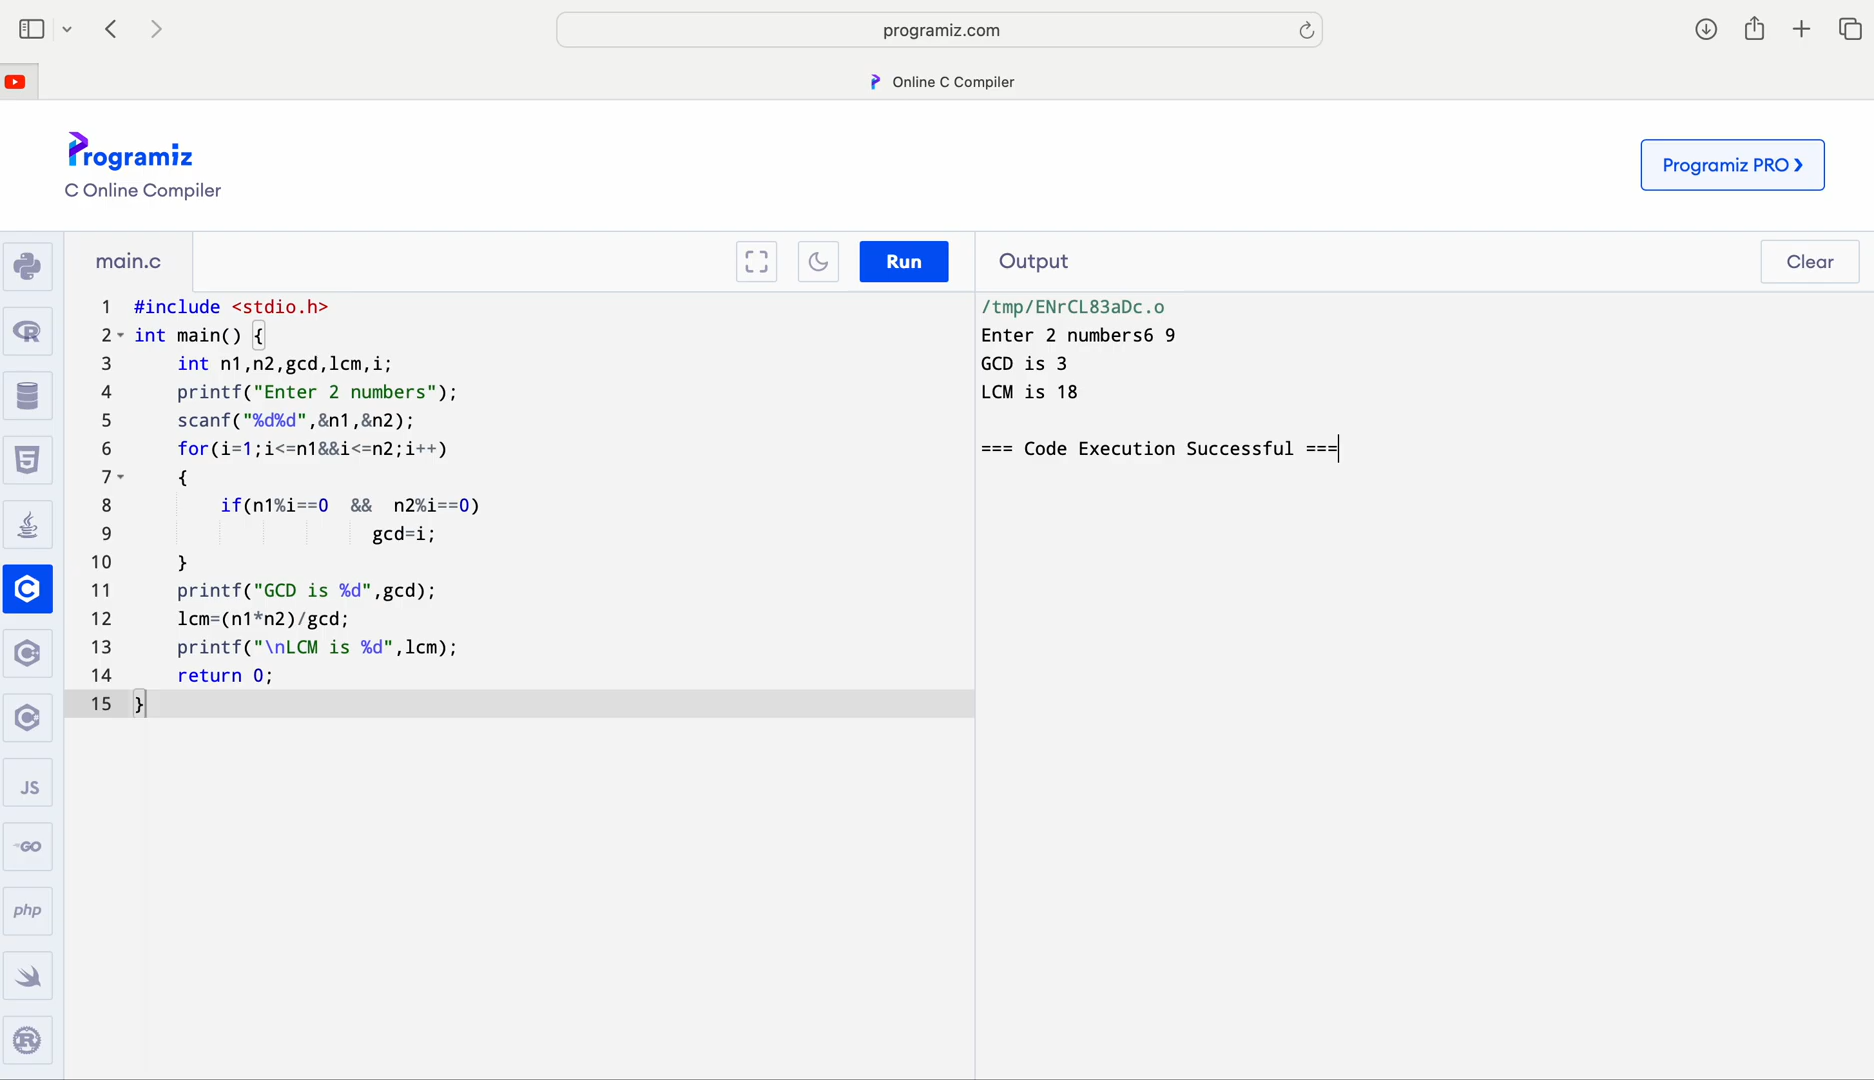 programiz.com
Online C Compiler
Programiz
C Online Compiler
Programiz PRO ❯
main.c
Run
Output
Clear
1 #include <stdio.h>
2 int main() {
3     int n1,n2,gcd,lcm,i;
4     printf("Enter 2 numbers");
5     scanf("%d%d",&n1,&n2);
6     for(i=1;i<=n1&&i<=n2;i++)
7     {
8         if(n1%i==0  &&  n2%i==0)
9                       gcd=i;
10     }
11     printf("GCD is %d",gcd);
12     lcm=(n1*n2)/gcd;
13     printf("\nLCM is %d",lcm);
14     return 0;
15 }
/tmp/ENrCL83aDc.o
Enter 2 numbers6 9
GCD is 3
LCM is 18
=== Code Execution Successful ===
R
5
C
C
C#
JS
GO
php
R